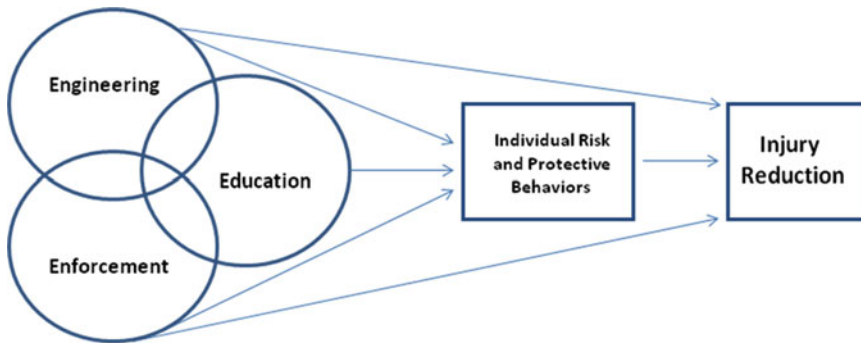 Engineering
Education
Enforcement
Individual Risk
and Protective
Behaviors
Injury
Reduction